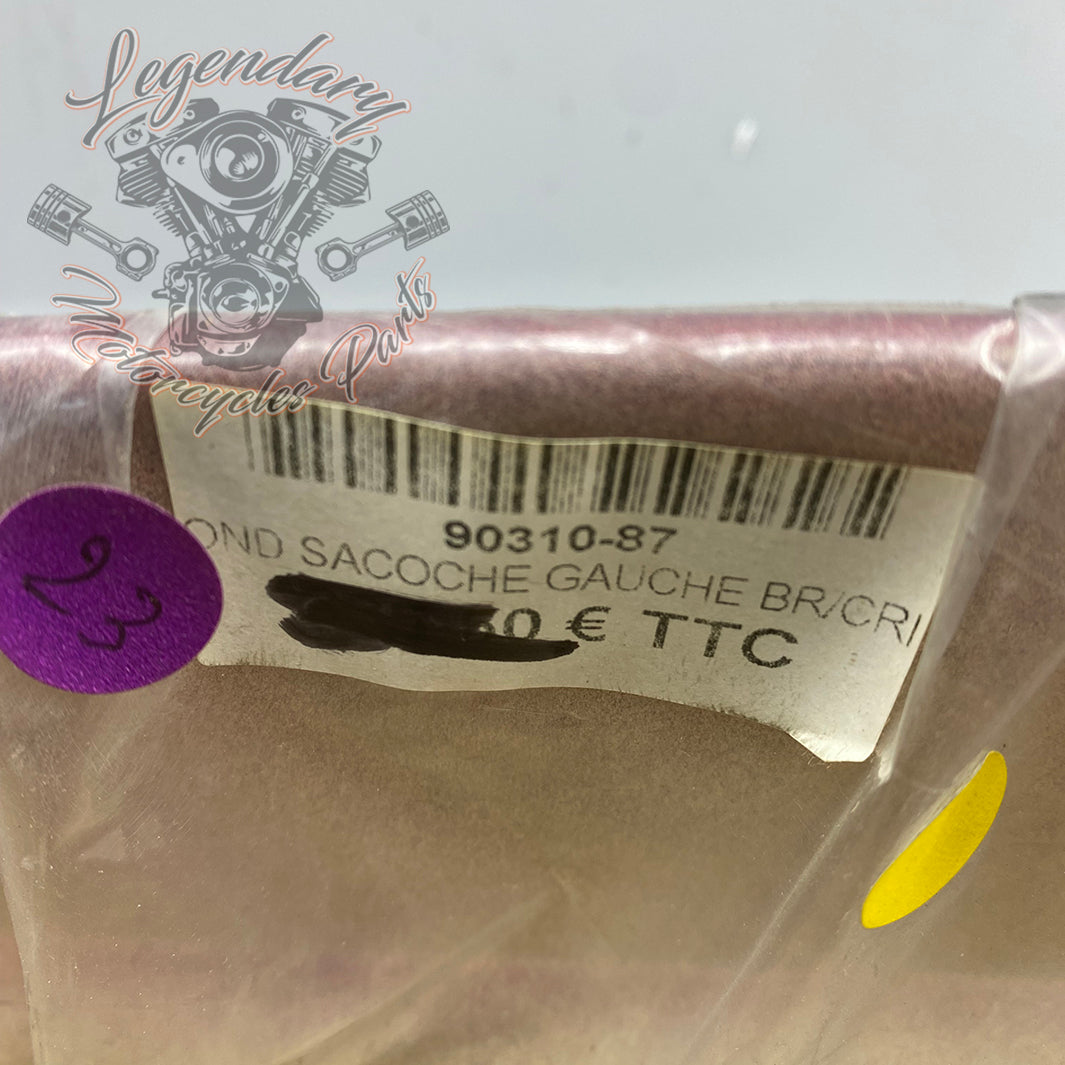 Legendary
Motorcycles Parts
90310-87
OND SACOCHE GAUCHE BR/CRI
0 € TTC
23